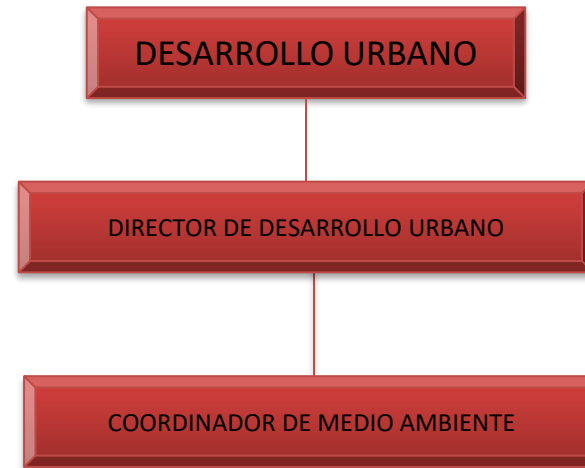 DESARROLLO URBANO
DIRECTOR DE DESARROLLO URBANO
COORDINADOR DE MEDIO AMBIENTE